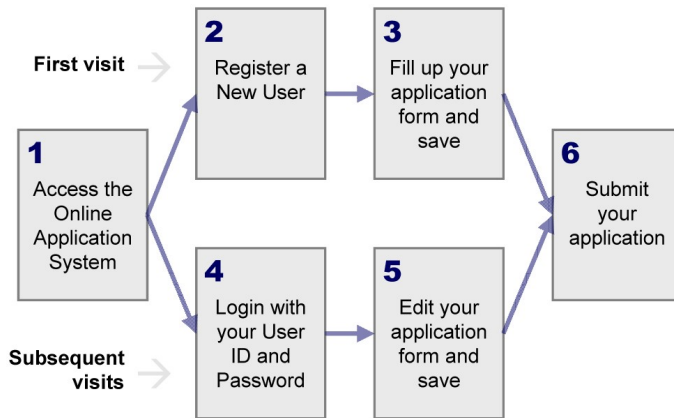 First visit
2
Register a
New User
3
Fill up your
application
form and
save
1
Access the
Online
Application
System
6
Submit
your
application
Subsequent
visits
4
Login with
your User
ID and
Password
5
Edit your
application
form and
save